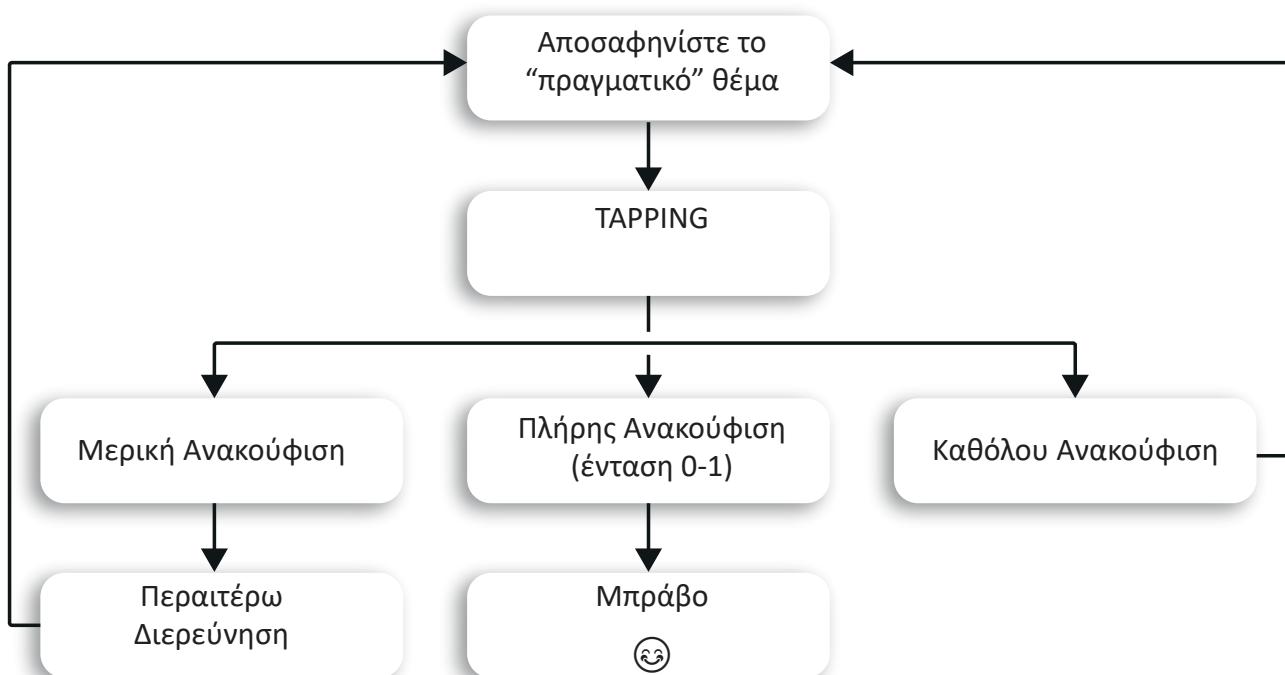 Αποσαφηνίστε το
“πραγματικό” θέμα
TAPPING
Μερική Ανακούφιση
Πλήρης Ανακούφιση
(ένταση 0-1)
Καθόλου Ανακούφιση
Περαιτέρω
Διερεύνηση
Μπράβο